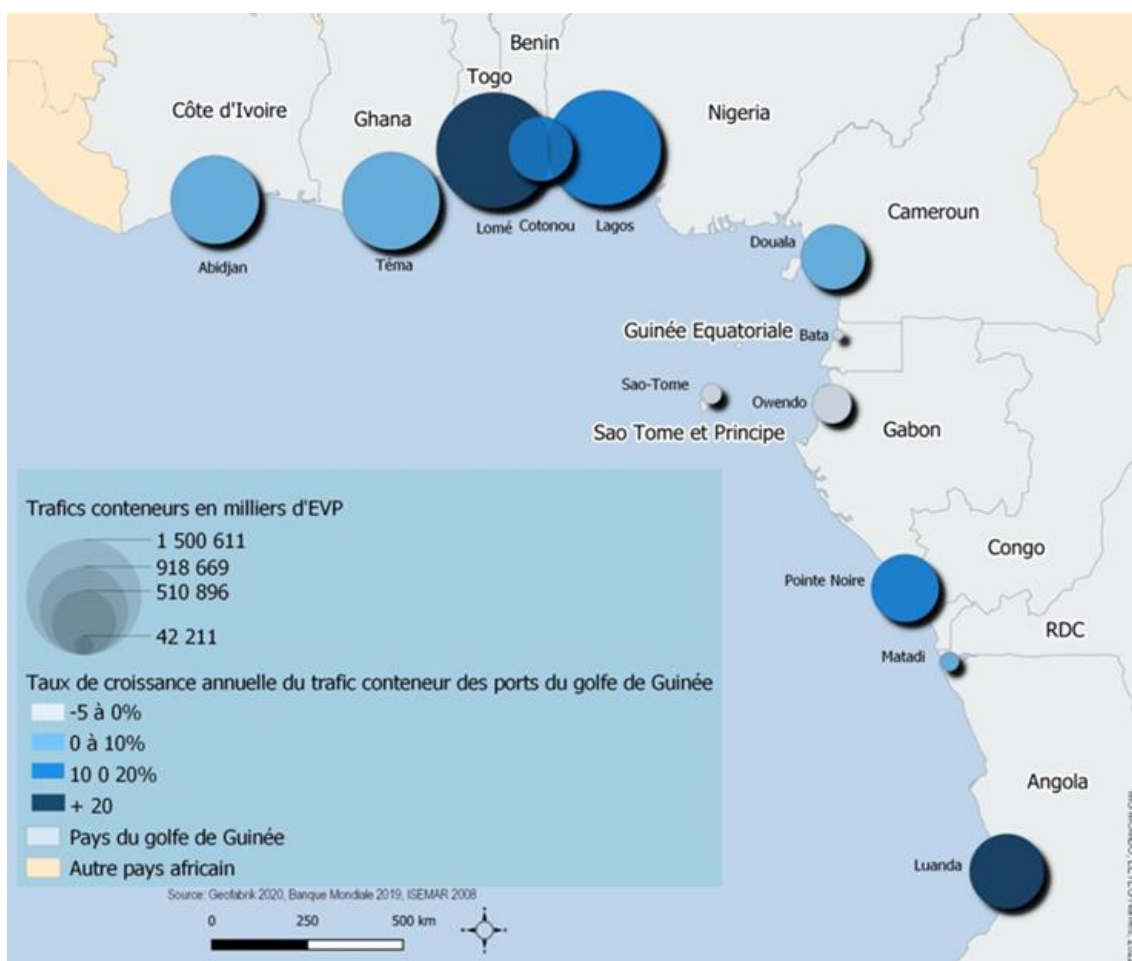 Benin
Togo
Côte d'Ivoire
Ghana
Nigeria
Cameroun
Lomé
Cotonou
Lagos
Abidjan
Téma
Douala
Guinée Equatoriale
Bata
Sao-Tome
Owendo
Sao Tome et Principe
Gabon
Congo
Pointe Noire
RDC
Matadi
Angola
Luanda
Trafics conteneurs en milliers d'EVP
1 500 611
918 669
510 896
42 211
Taux de croissance annuelle du trafic conteneur des ports du golfe de Guinée
-5 à 0%
0 à 10%
10 0 20%
+ 20
Pays du golfe de Guinée
Autre pays africain
Source: Geofabrik 2020, Banque Mondiale 2019, ISEMAR 2008
0 250 500 km